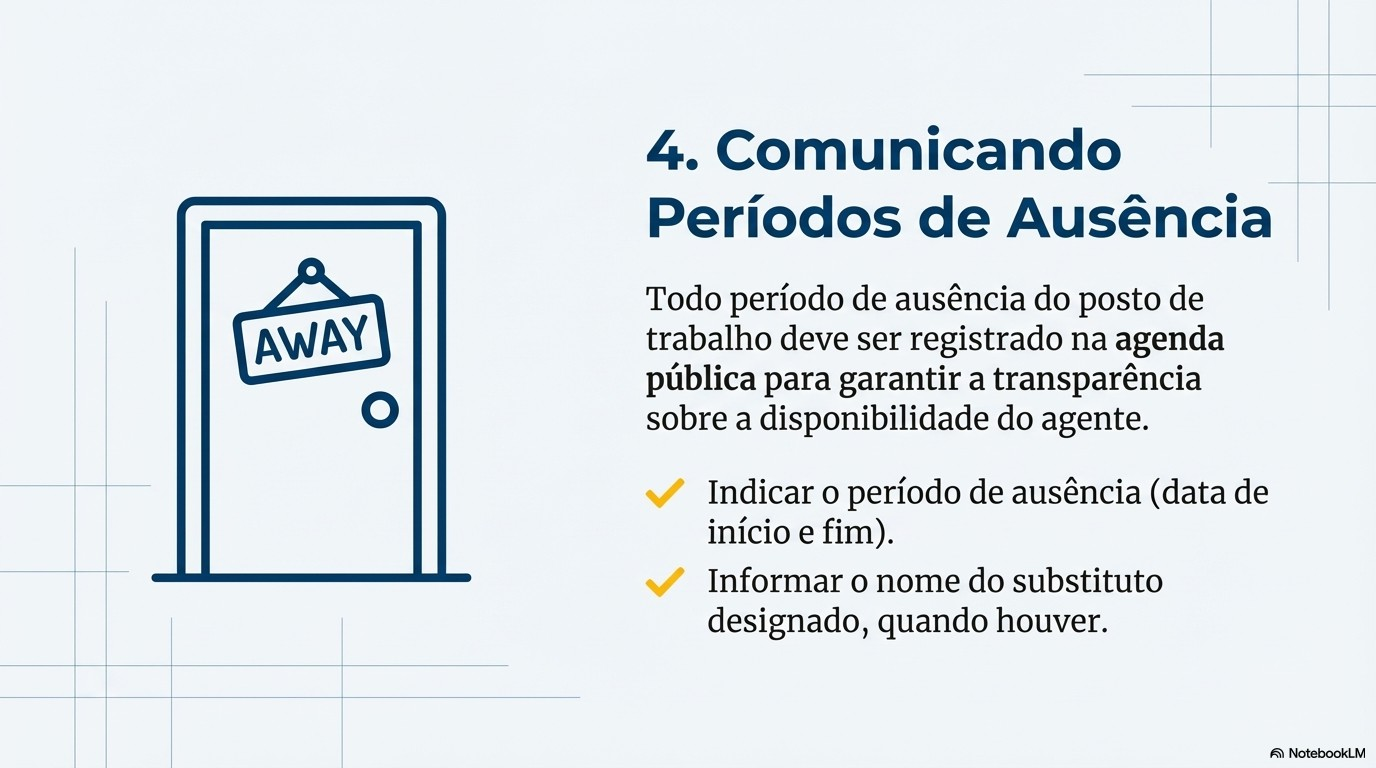 AWAY
4. Comunicando
Períodos de Ausência
Todo período de ausência do posto de
trabalho deve ser registrado na agenda
pública para garantir a transparência
sobre a disponibilidade do agente.
Indicar o período de ausência (data de
início e fim).
Informar o nome do substituto
designado, quando houver.
NotebookLM